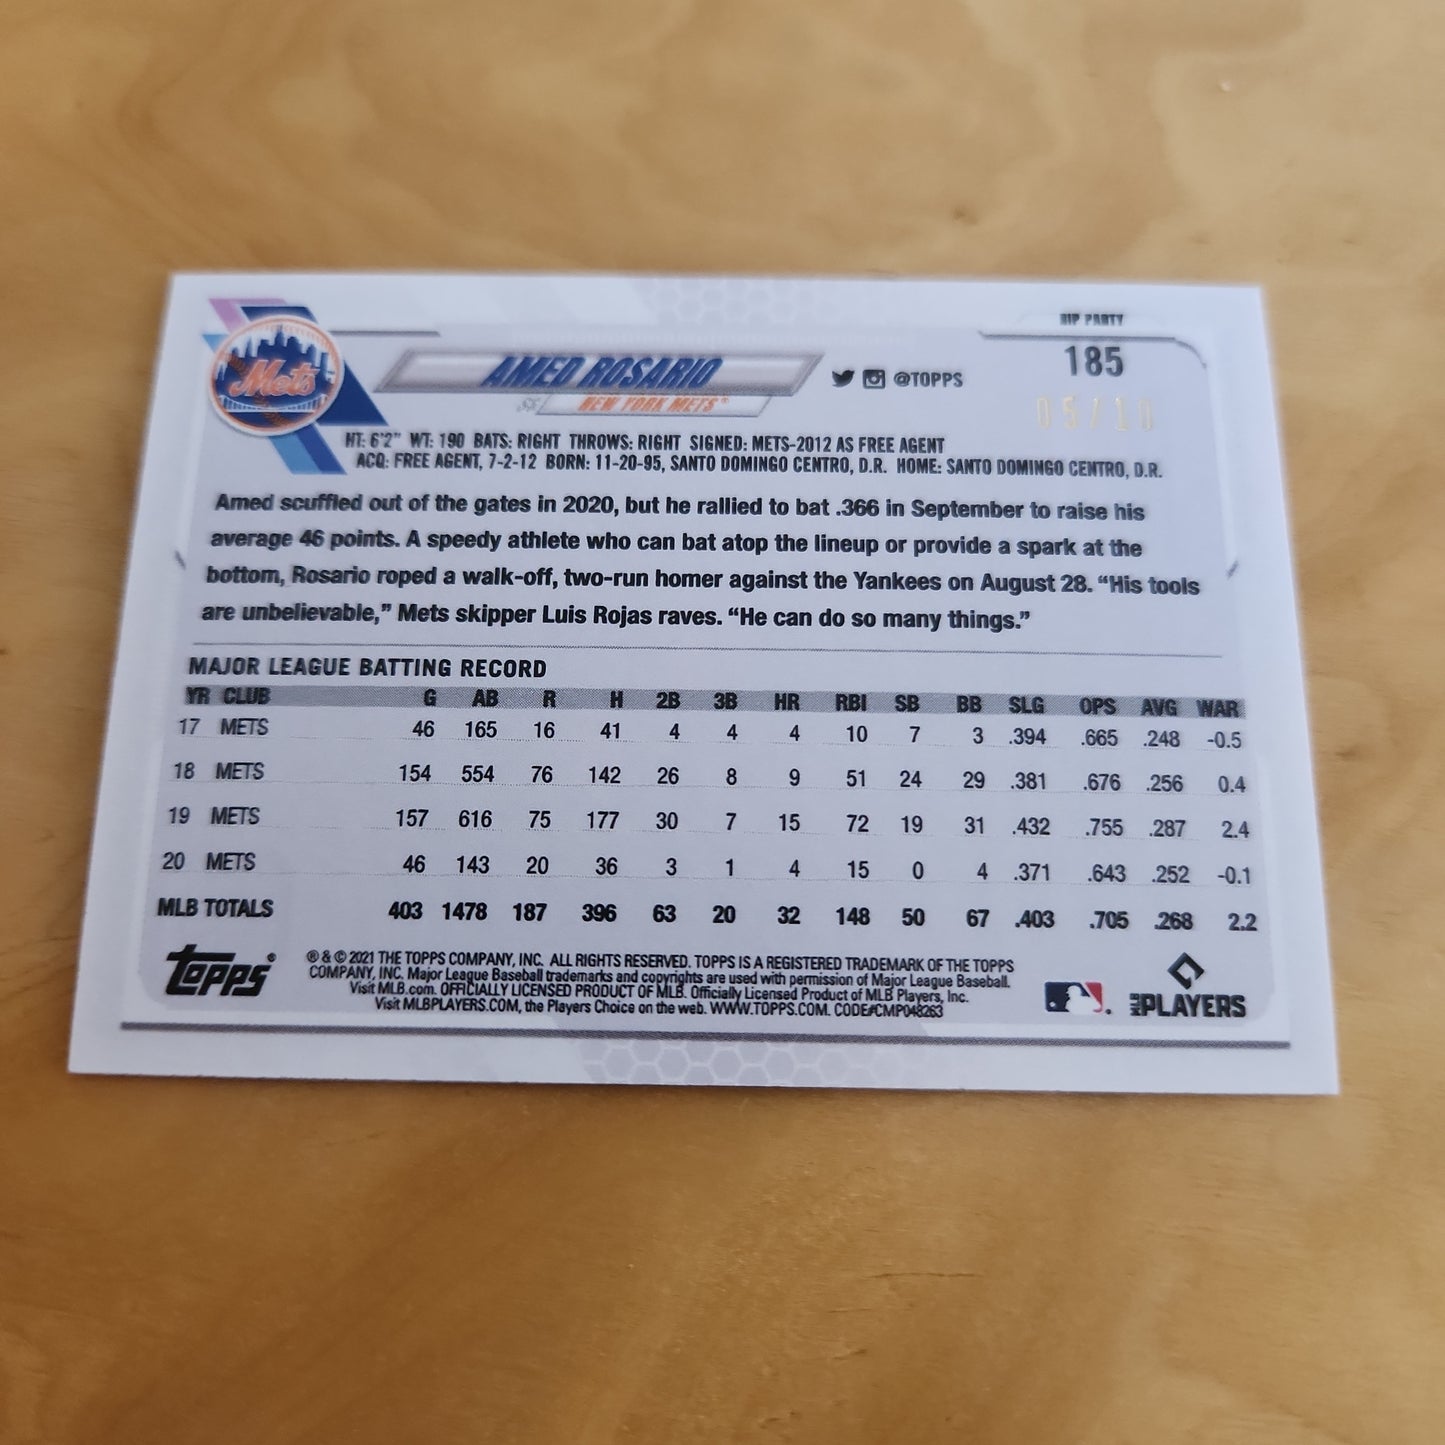 RIP PARTY
185
05/10
Mets
AMED ROSARIO
@TOPPS
SS NEW YORK METS®
HT: 6'2" WT: 190 BATS: RIGHT THROWS: RIGHT SIGNED: METS-2012 AS FREE AGENT
ACQ: FREE AGENT, 7-2-12 BORN: 11-20-95, SANTO DOMINGO CENTRO, D.R. HOME: SANTO DOMINGO CENTRO, D.R.
Amed scuffled out of the gates in 2020, but he rallied to bat .366 in September to raise his
average 46 points. A speedy athlete who can bat atop the lineup or provide a spark at the
bottom, Rosario roped a walk-off, two-run homer against the Yankees on August 28. “His tools
are unbelievable,” Mets skipper Luis Rojas raves. “He can do so many things.”
MAJOR LEAGUE BATTING RECORD
YR CLUB G AB R H 2B 3B HR RBI SB BB SLG OPS AVG WAR
17 METS 46 165 16 41 4 4 4 10 7 3 .394 .665 .248 -0.5
18 METS 154 554 76 142 26 8 9 51 24 29 .381 .676 .256 0.4
19 METS 157 616 75 177 30 7 15 72 19 31 .432 .755 .287 2.4
20 METS 46 143 20 36 3 1 4 15 0 4 .371 .643 .252 -0.1
MLB TOTALS 403 1478 187 396 63 20 32 148 50 67 .403 .705 .268 2.2
topps®
® & © 2021 THE TOPPS COMPANY, INC. ALL RIGHTS RESERVED. TOPPS IS A REGISTERED TRADEMARK OF THE TOPPS
COMPANY, INC. Major League Baseball trademarks and copyrights are used with permission of Major League Baseball.
Visit MLB.com. OFFICIALLY LICENSED PRODUCT OF MLB. Officially Licensed Product of MLB Players, Inc.
Visit MLBPLAYERS.COM, the Players Choice on the web. WWW.TOPPS.COM. CODE#CMP048263
MLB PLAYERS